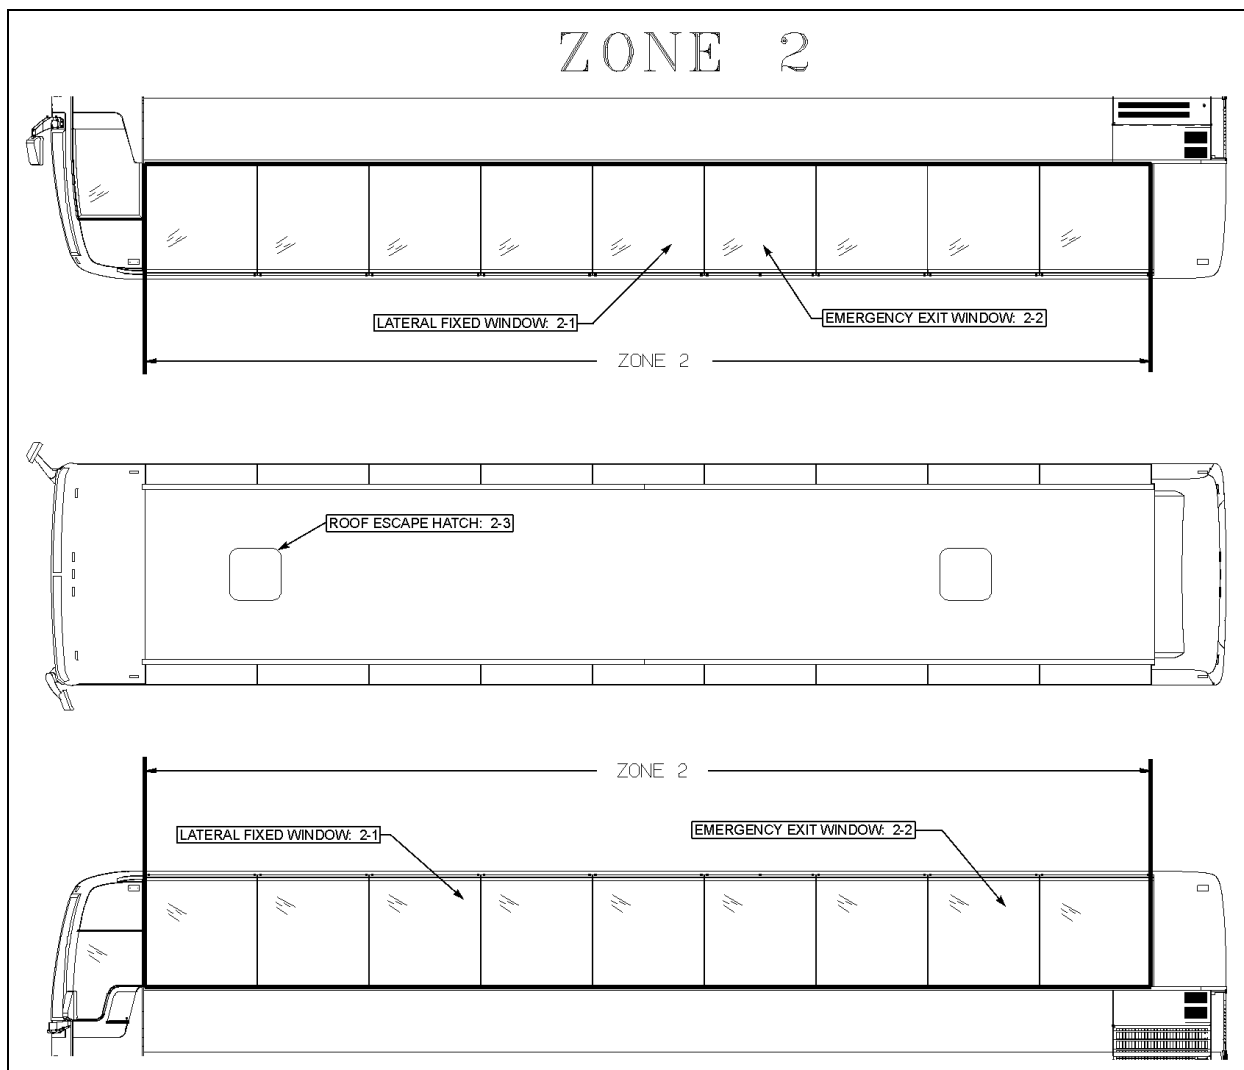 ZONE 2
LATERAL FIXED WINDOW: 2-1
EMERGENCY EXIT WINDOW: 2-2
ZONE 2
ROOF ESCAPE HATCH: 2-3
ZONE 2
LATERAL FIXED WINDOW: 2-1
EMERGENCY EXIT WINDOW: 2-2